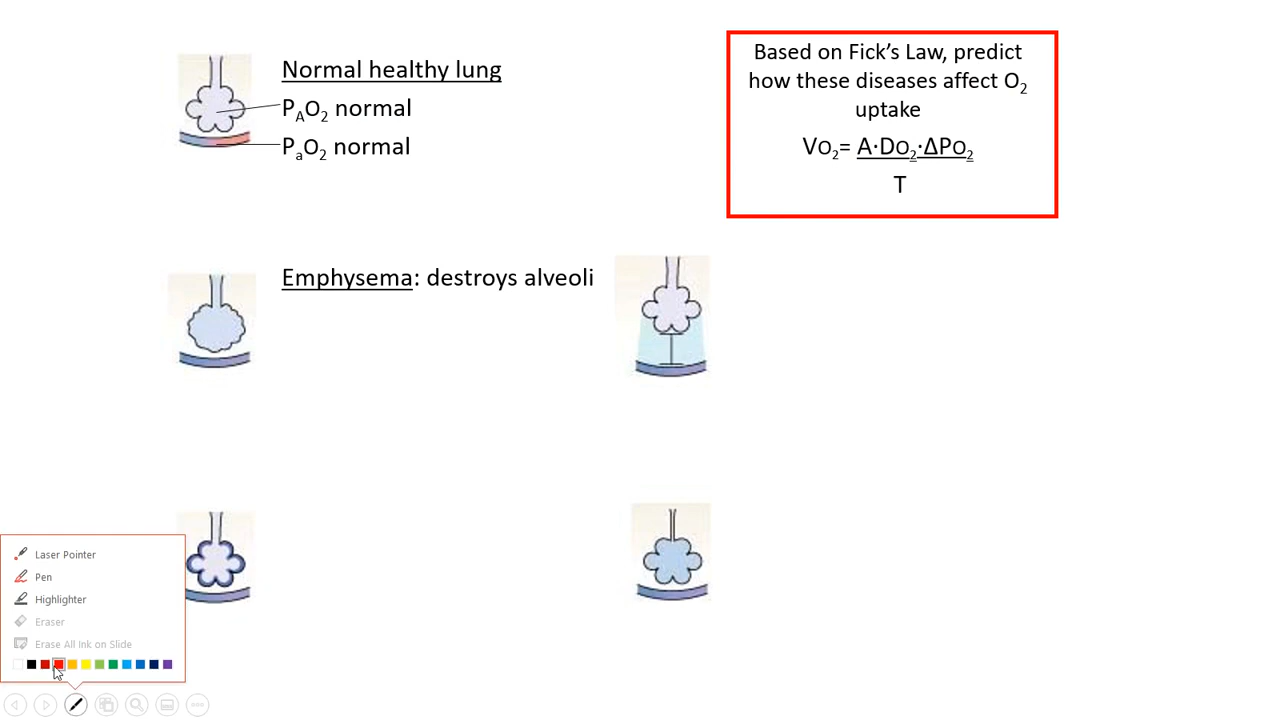 Normal healthy lung
PAO2 normal
PaO2 normal
Based on Fick’s Law, predict
how these diseases affect O2
uptake
VO2= A·DO2·ΔPO2
T
Emphysema: destroys alveoli
Laser Pointer
Pen
Highlighter
Eraser
Erase All Ink on Slide